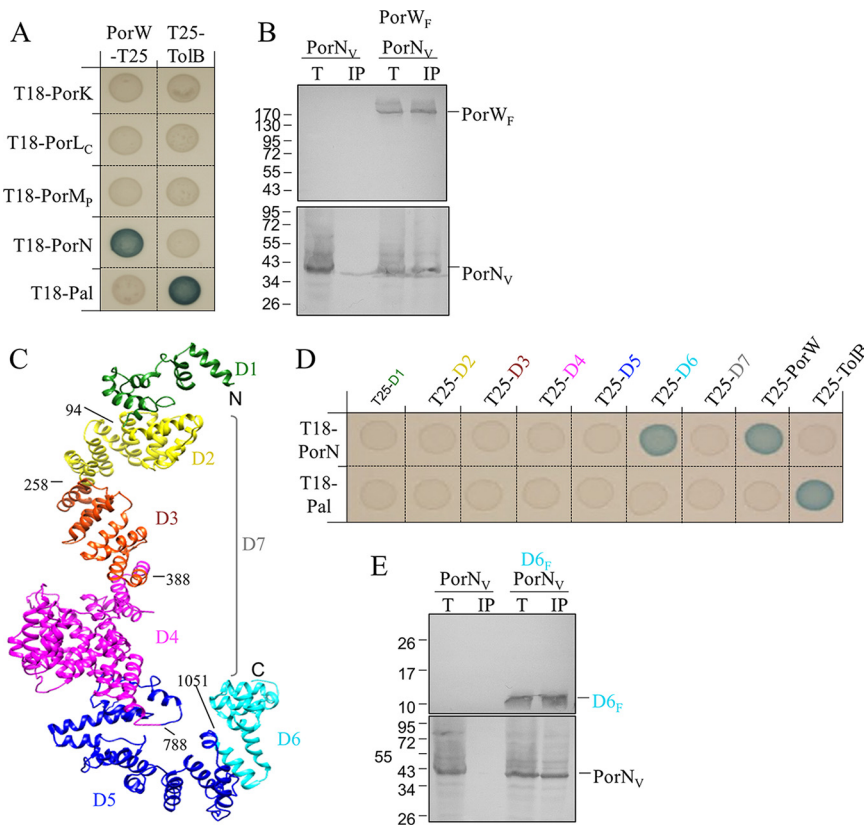 A
PorW
-T25
T25-
TolB
T18-PorK
T18-PorLC
T18-PorMP
T18-PorN
T18-Pal
B
PorWF
PorNV PorNV
T IP T IP
170
130
95
72
55
43
PorWF
95
72
55
43
34
26
PorNV
C
D1
N
94
D2
258
D3
D7
388
D4
1051
C
D6
788
D5
D
T25-D1 T25-D2 T25-D3 T25-D4 T25-D5 T25-D6 T25-D7 T25-PorW T25-TolB
T18-
PorN
T18-
Pal
E
D6F
PorNV PorNV
T IP T IP
26
17
10
D6F
95
72
55
43
34
26
PorNV